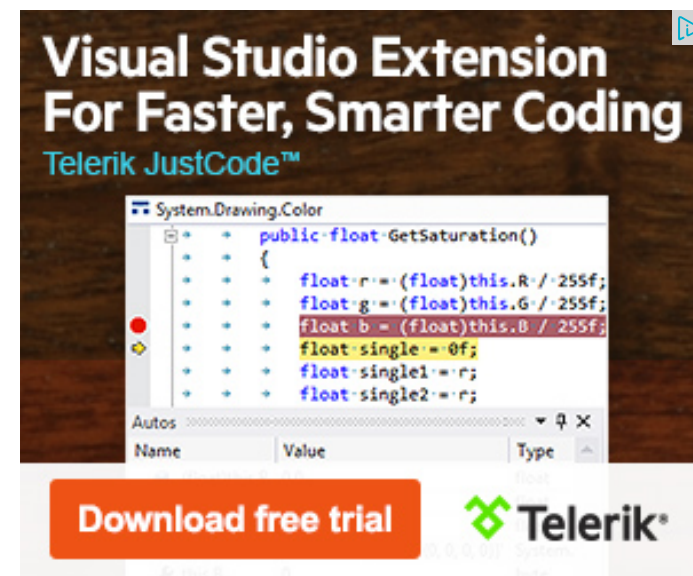 Visual Studio Extension
For Faster, Smarter Coding
Telerik JustCode™
System.Drawing.Color
public float GetSaturation()
{
float r = (float)this.R / 255f;
float g = (float)this.G / 255f;
float b = (float)this.B / 255f;
float single = 0f;
float single1 = r;
float single2 = r;
Autos
Name Value Type
Download free trial
Telerik